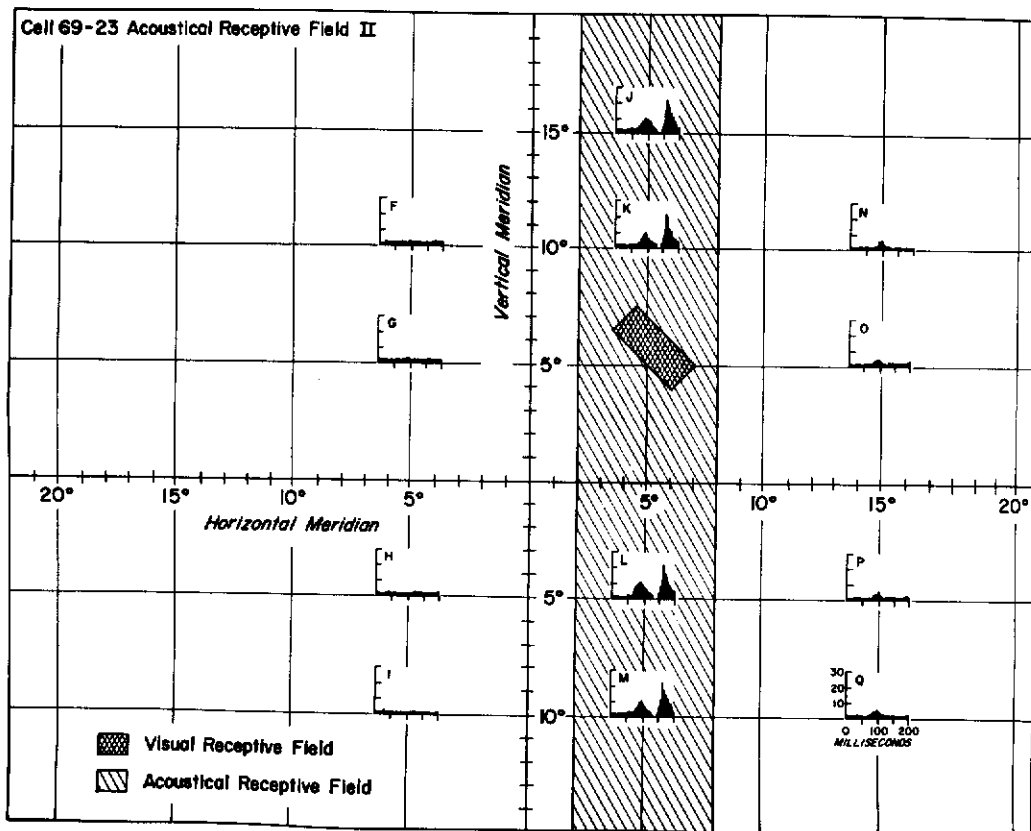 Cell 69-23 Acoustical Receptive Field II
J
15°
F
K
N
Vertical Meridian
10°
G
O
5°
20°
10°
5°
5°
10°
15°
20°
Horizontal Meridian
H
L
P
5°
I
M
Q
30
20
10
10°
0 100 200
MILLISECONDS
Visual Receptive Field
Acoustical Receptive Field